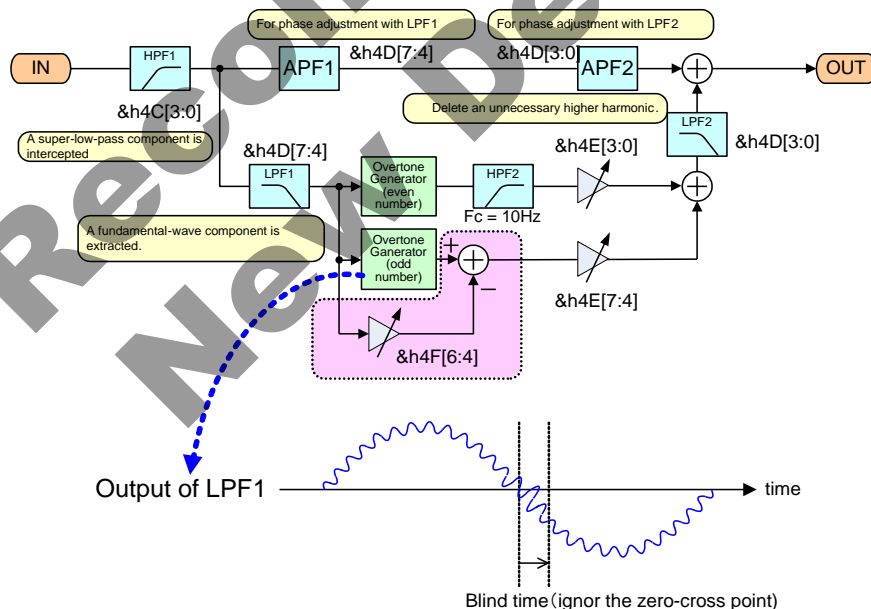 For phase adjustment with LPF1
For phase adjustment with LPF2
&h4D[7:4]
&h4D[3:0]
IN
HPF1
APF1
APF2
OUT
&h4C[3:0]
Delete an unnecessary higher harmonic.
A super-low-pass component is
intercepted
LPF2
&h4D[3:0]
&h4D[7:4]
&h4E[3:0]
LPF1
Overtone
Generator
(even
number)
HPF2
Fc = 10Hz
A fundamental-wave component is
extracted.
Overtone
Ganerator
(odd
number)
+
−
&h4E[7:4]
&h4F[6:4]
Output of LPF1
time
Blind time(ignor the zero-cross point)
Recom
New De